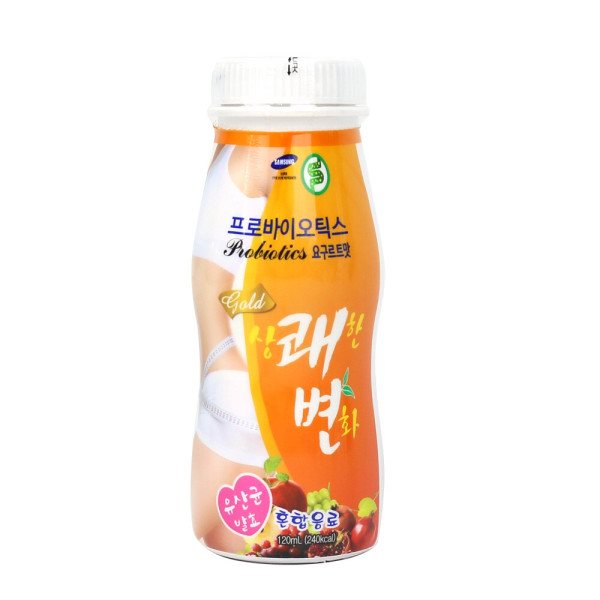 SAMSUNG
프로바이오틱스
Probiotics 요구르트맛
Gold
상쾌한
변화
유산균
발효
혼합음료
120mL (240kcal)